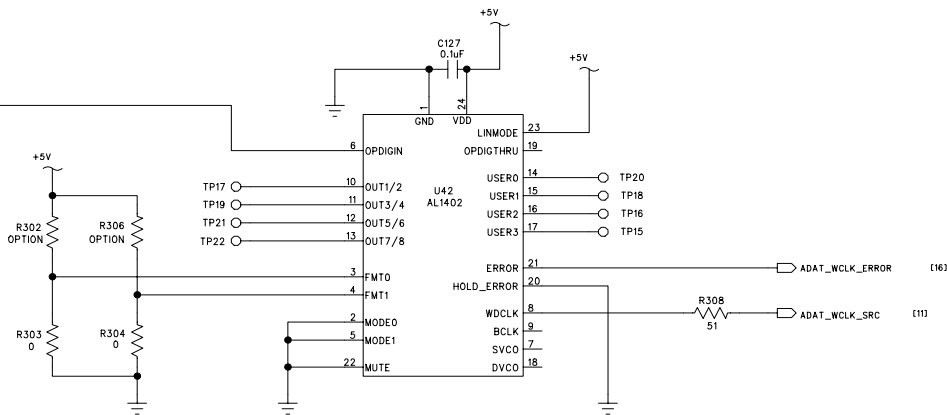 +5V
C127
0.1uF
+5V
1
24
GND
VDD
LINMODE
23
6
OPDIGIN
OPDIGTHRU
19
+5V
U42
AL1402
TP17
10
OUT1/2
USER0
14
TP20
TP19
11
OUT3/4
USER1
15
TP18
TP21
12
OUT5/6
USER2
16
TP16
TP22
13
OUT7/8
USER3
17
TP15
R302
OPTION
R306
OPTION
3
FMT0
ERROR
21
ADAT_WCLK_ERROR
[16]
4
FMT1
HOLD_ERROR
20
R303
0
R304
0
2
MODE0
WDCLK
8
R308
51
ADAT_WCLK_SRC
[11]
5
MODE1
BCLK
9
SVCO
7
22
MUTE
DVCO
18